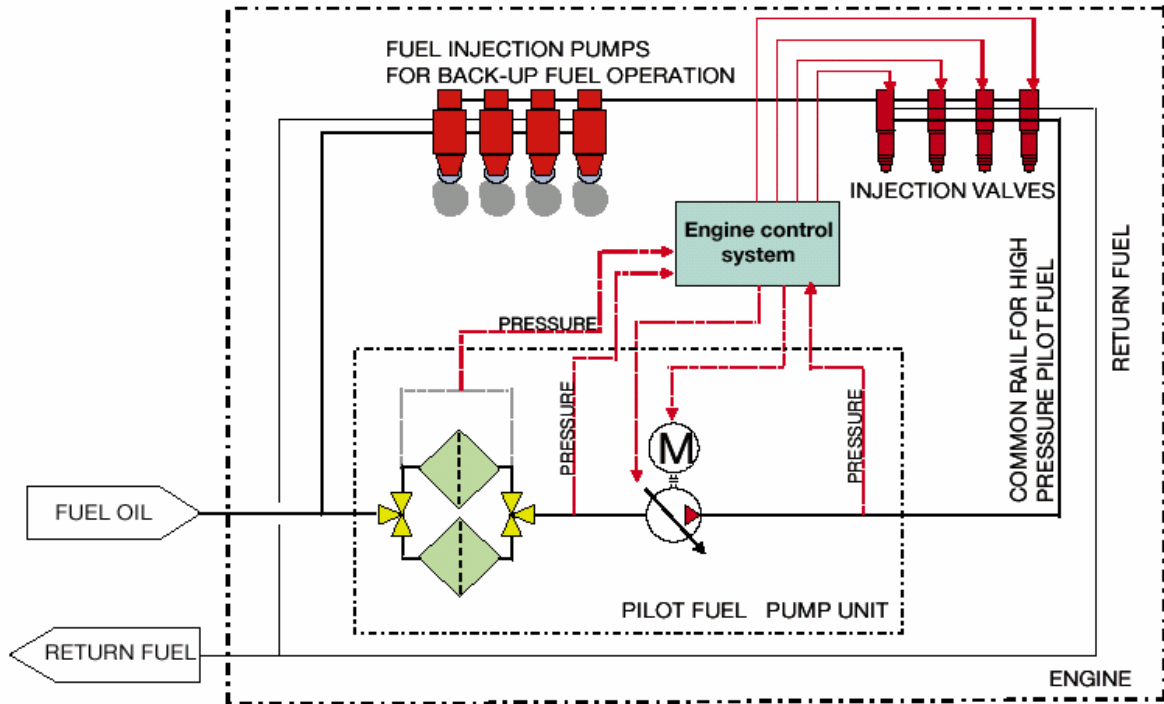 FUEL INJECTION PUMPS
FOR BACK-UP FUEL OPERATION
INJECTION VALVES
Engine control
system
PRESSURE
PRESSURE
PRESSURE
COMMON RAIL FOR HIGH
PRESSURE PILOT FUEL
RETURN FUEL
M
FUEL OIL
PILOT FUEL PUMP UNIT
RETURN FUEL
ENGINE